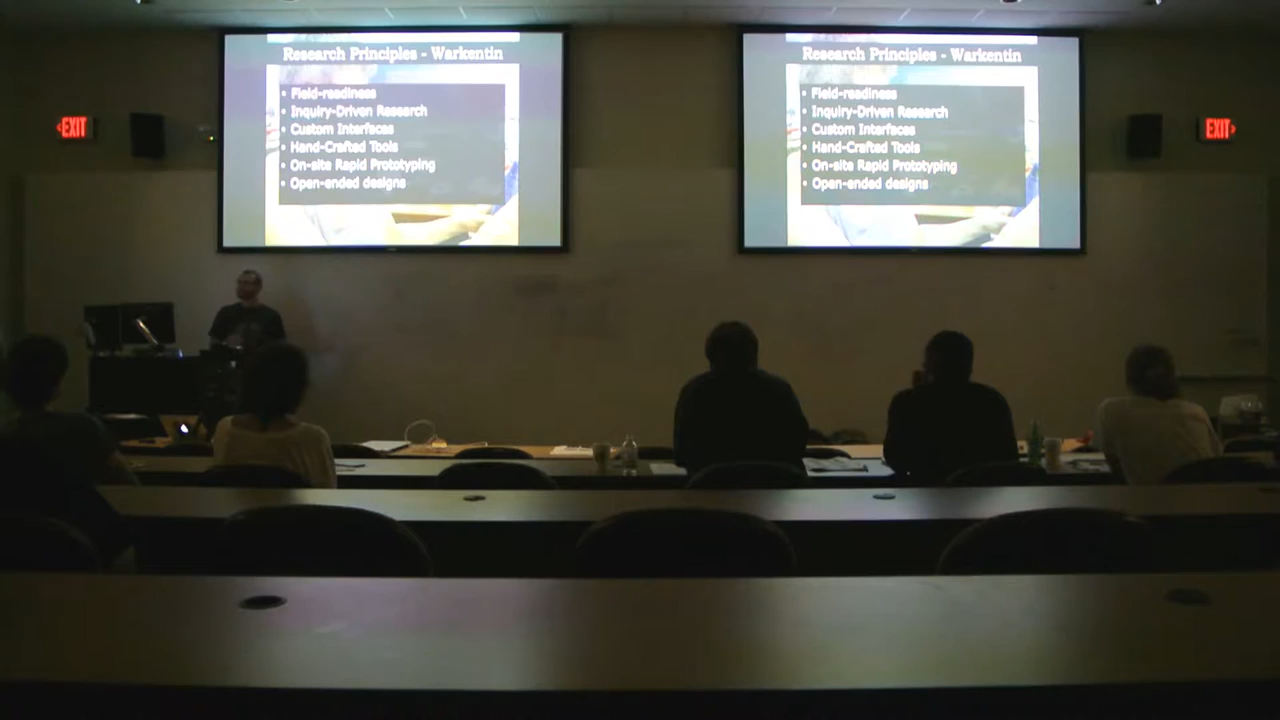 Research Principles - Warkentin
• Field-readiness
• Inquiry-Driven Research
• Custom Interfaces
• Hand-Crafted Tools
• On-site Rapid Prototyping
• Open-ended designs
Research Principles - Warkentin
• Field-readiness
• Inquiry-Driven Research
• Custom Interfaces
• Hand-Crafted Tools
• On-site Rapid Prototyping
• Open-ended designs
EXIT
EXIT